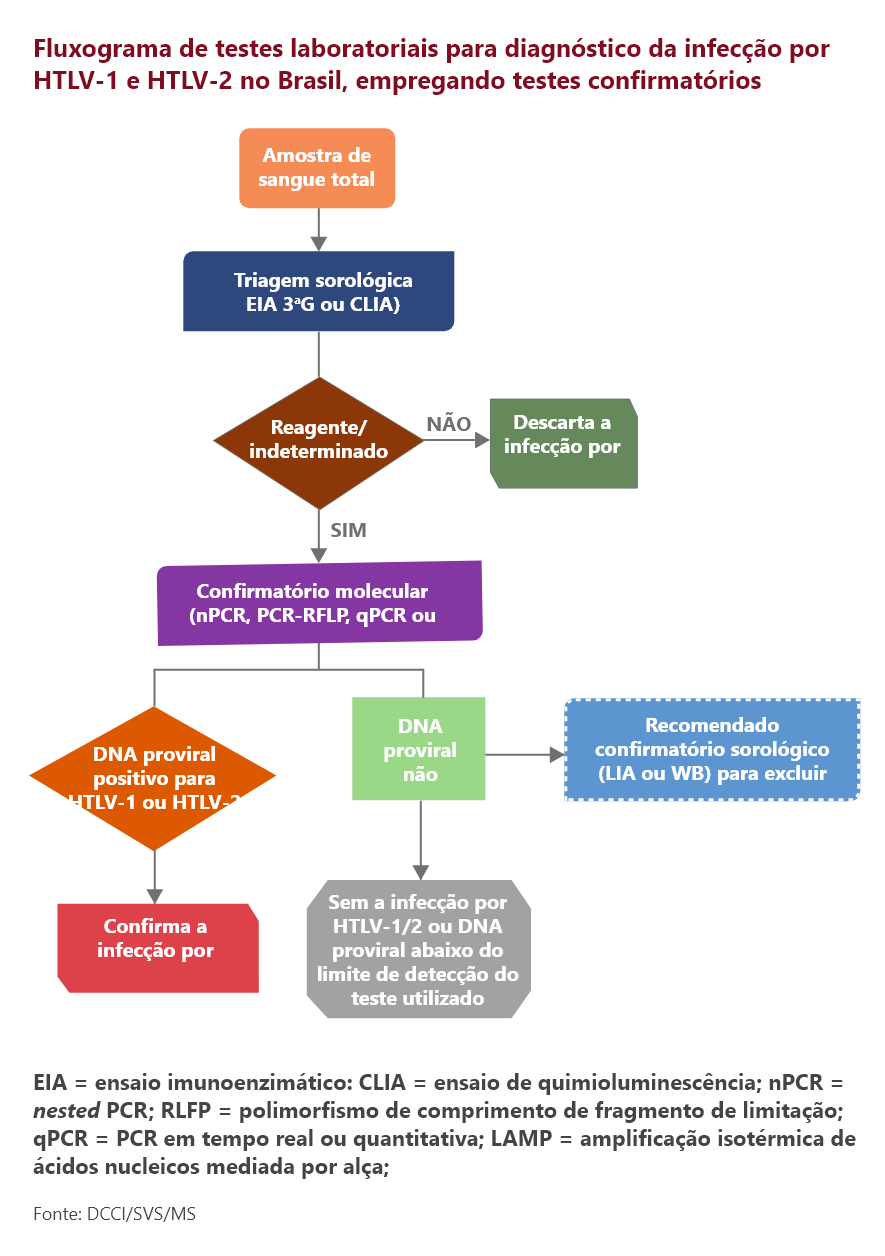 Fluxograma de testes laboratoriais para diagnóstico da infecção por
HTLV-1 e HTLV-2 no Brasil, empregando testes confirmatórios
Amostra de
sangue total
Triagem sorológica
EIA 3ªG ou CLIA)
Reagente/
indeterminado
NÃO
Descarta a
infecção por
SIM
Confirmatório molecular
(nPCR, PCR-RFLP, qPCR ou
DNA proviral
positivo para
HTLV-1 ou HTLV-2
DNA
proviral
não
Recomendado
confirmatório sorológico
(LIA ou WB) para excluir
Confirma a
infecção por
Sem a infecção por
HTLV-1/2 ou DNA
proviral abaixo do
limite de detecção do
teste utilizado
EIA = ensaio imunoenzimático: CLIA = ensaio de quimioluminescência; nPCR =
nested PCR; RLFP = polimorfismo de comprimento de fragmento de limitação;
qPCR = PCR em tempo real ou quantitativa; LAMP = amplificação isotérmica de
ácidos nucleicos mediada por alça;
Fonte: DCCI/SVS/MS